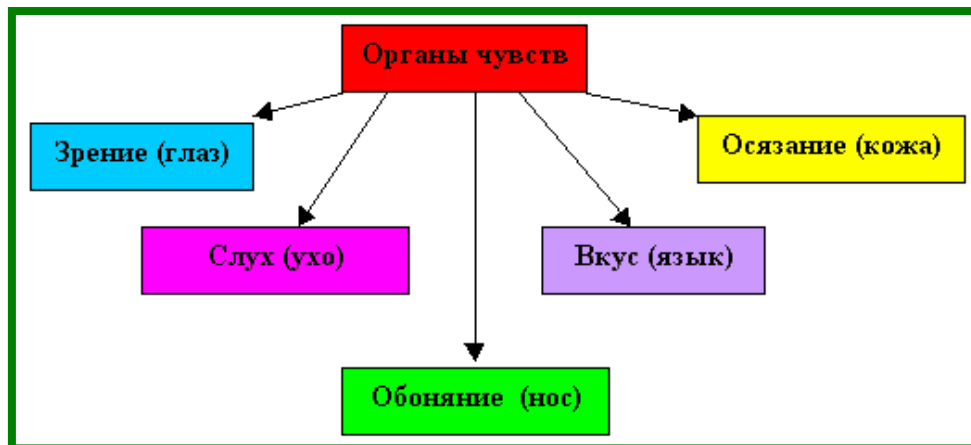 Органы чувств
Зрение (глаз)
Осязание (кожа)
Слух (ухо)
Вкус (язык)
Обоняние (нос)